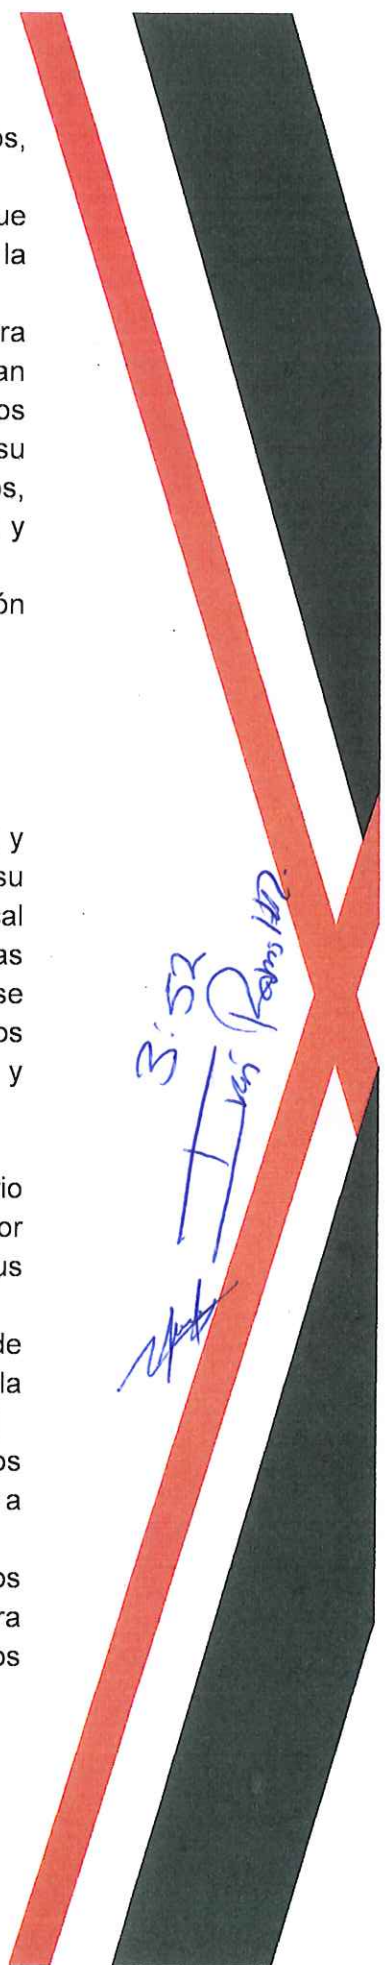 os,
ue
la
ra
an
os
su
os,
y
ón
y
su
cal
as
se
os
y
rio
or
us
de
la
os
a
os
ra
os
3:52